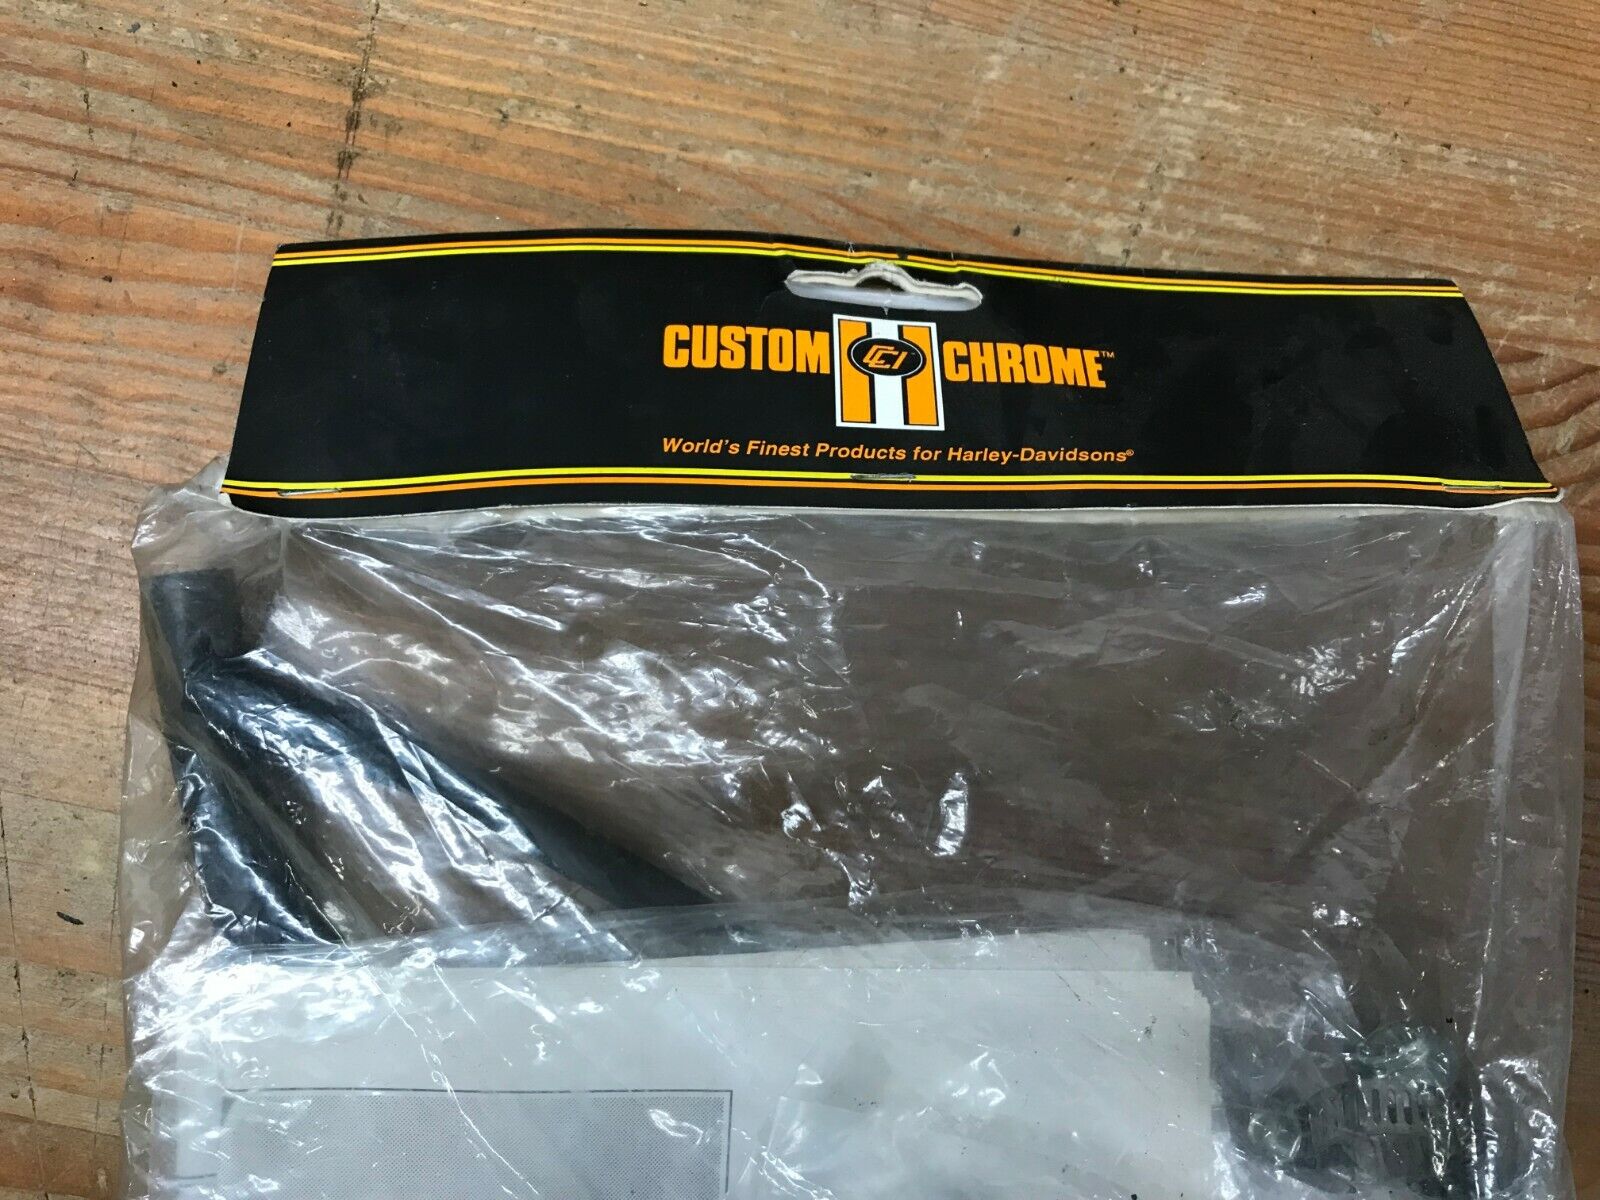 CUSTOM CCI CHROME™
World's Finest Products for Harley-Davidsons®